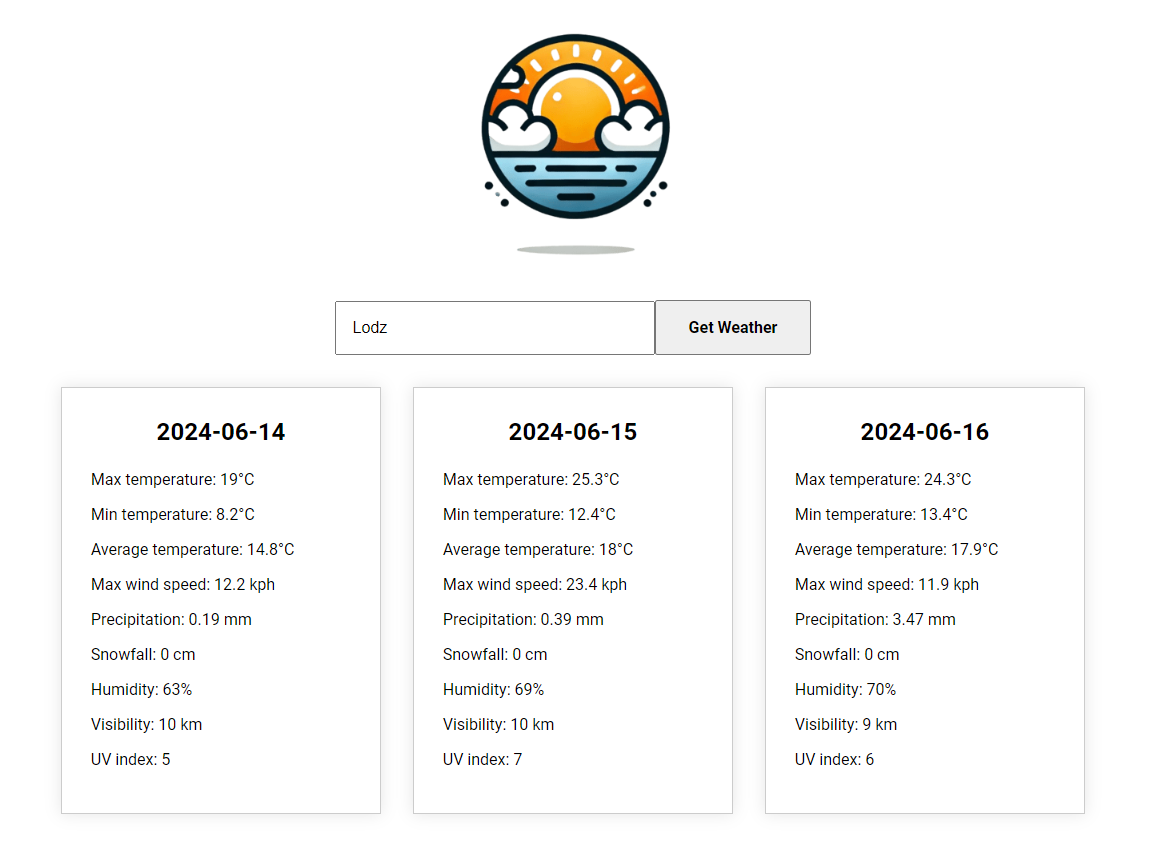 Lodz
Get Weather
2024-06-14
Max temperature: 19°C
Min temperature: 8.2°C
Average temperature: 14.8°C
Max wind speed: 12.2 kph
Precipitation: 0.19 mm
Snowfall: 0 cm
Humidity: 63%
Visibility: 10 km
UV index: 5
2024-06-15
Max temperature: 25.3°C
Min temperature: 12.4°C
Average temperature: 18°C
Max wind speed: 23.4 kph
Precipitation: 0.39 mm
Snowfall: 0 cm
Humidity: 69%
Visibility: 10 km
UV index: 7
2024-06-16
Max temperature: 24.3°C
Min temperature: 13.4°C
Average temperature: 17.9°C
Max wind speed: 11.9 kph
Precipitation: 3.47 mm
Snowfall: 0 cm
Humidity: 70%
Visibility: 9 km
UV index: 6